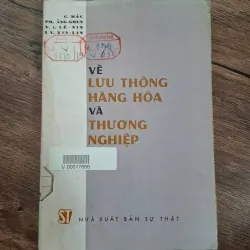 C. MÁC
PH. ĂNG-GHEN
V. I. LÊ-NIN
I. V. XTA-LIN
VỀ
LƯU THÔNG
HÀNG HÓA
VÀ
THƯƠNG
NGHIỆP
ST NHÀ XUẤT BẢN SỰ THẬT